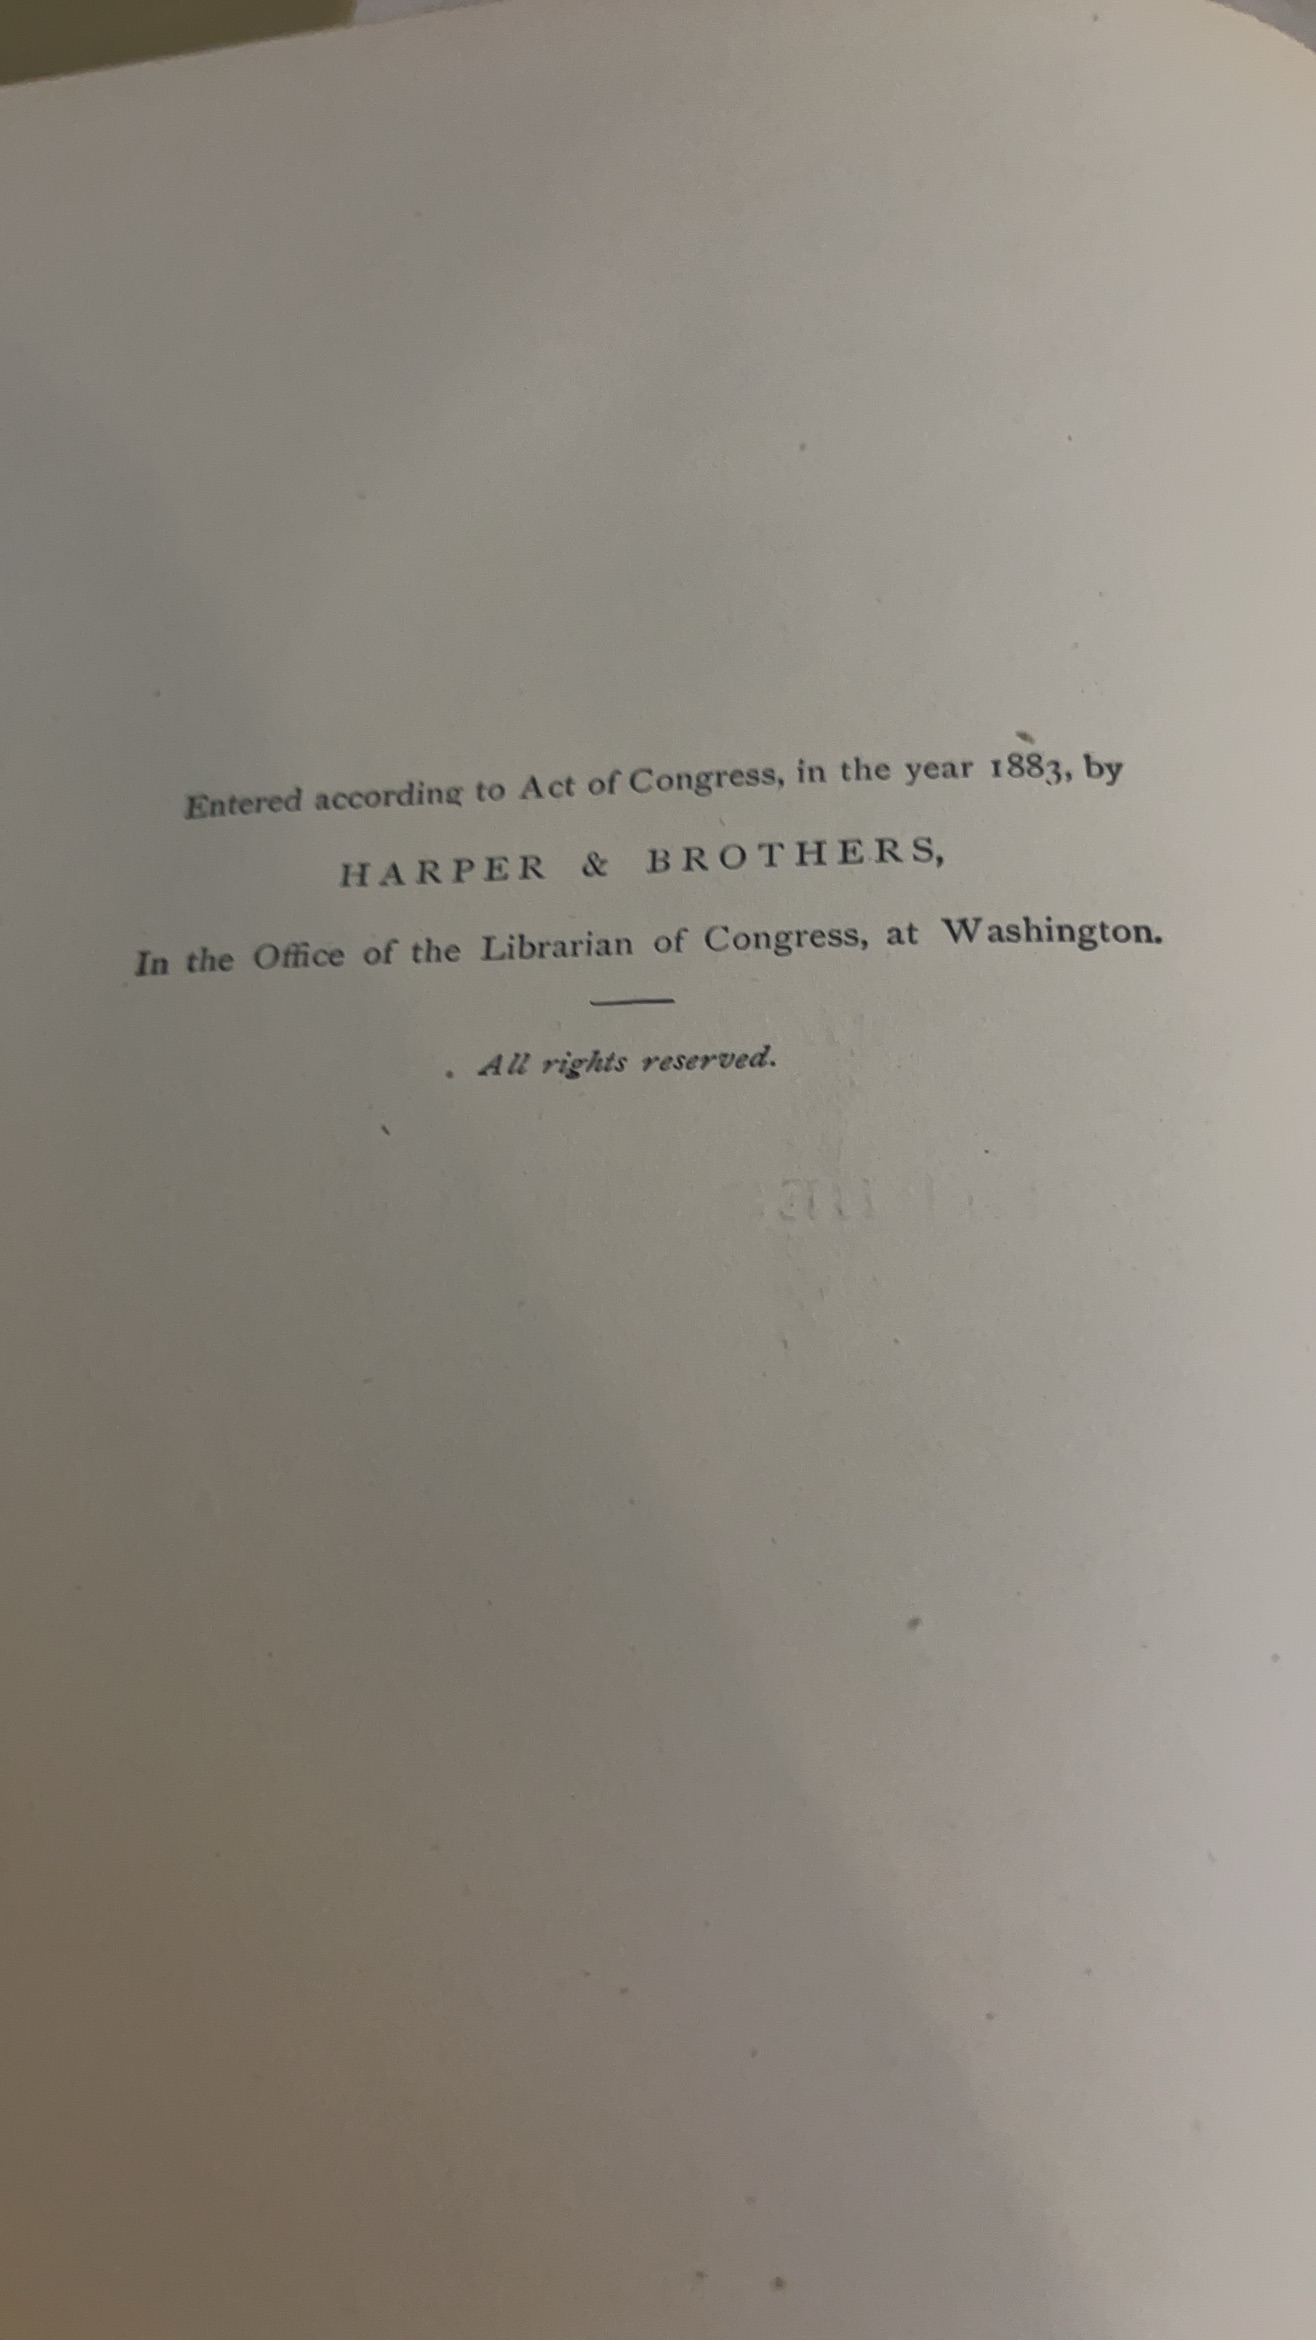 Entered according to Act of Congress, in the year 1883, by
HARPER & BROTHERS,
In the Office of the Librarian of Congress, at Washington.
All rights reserved.